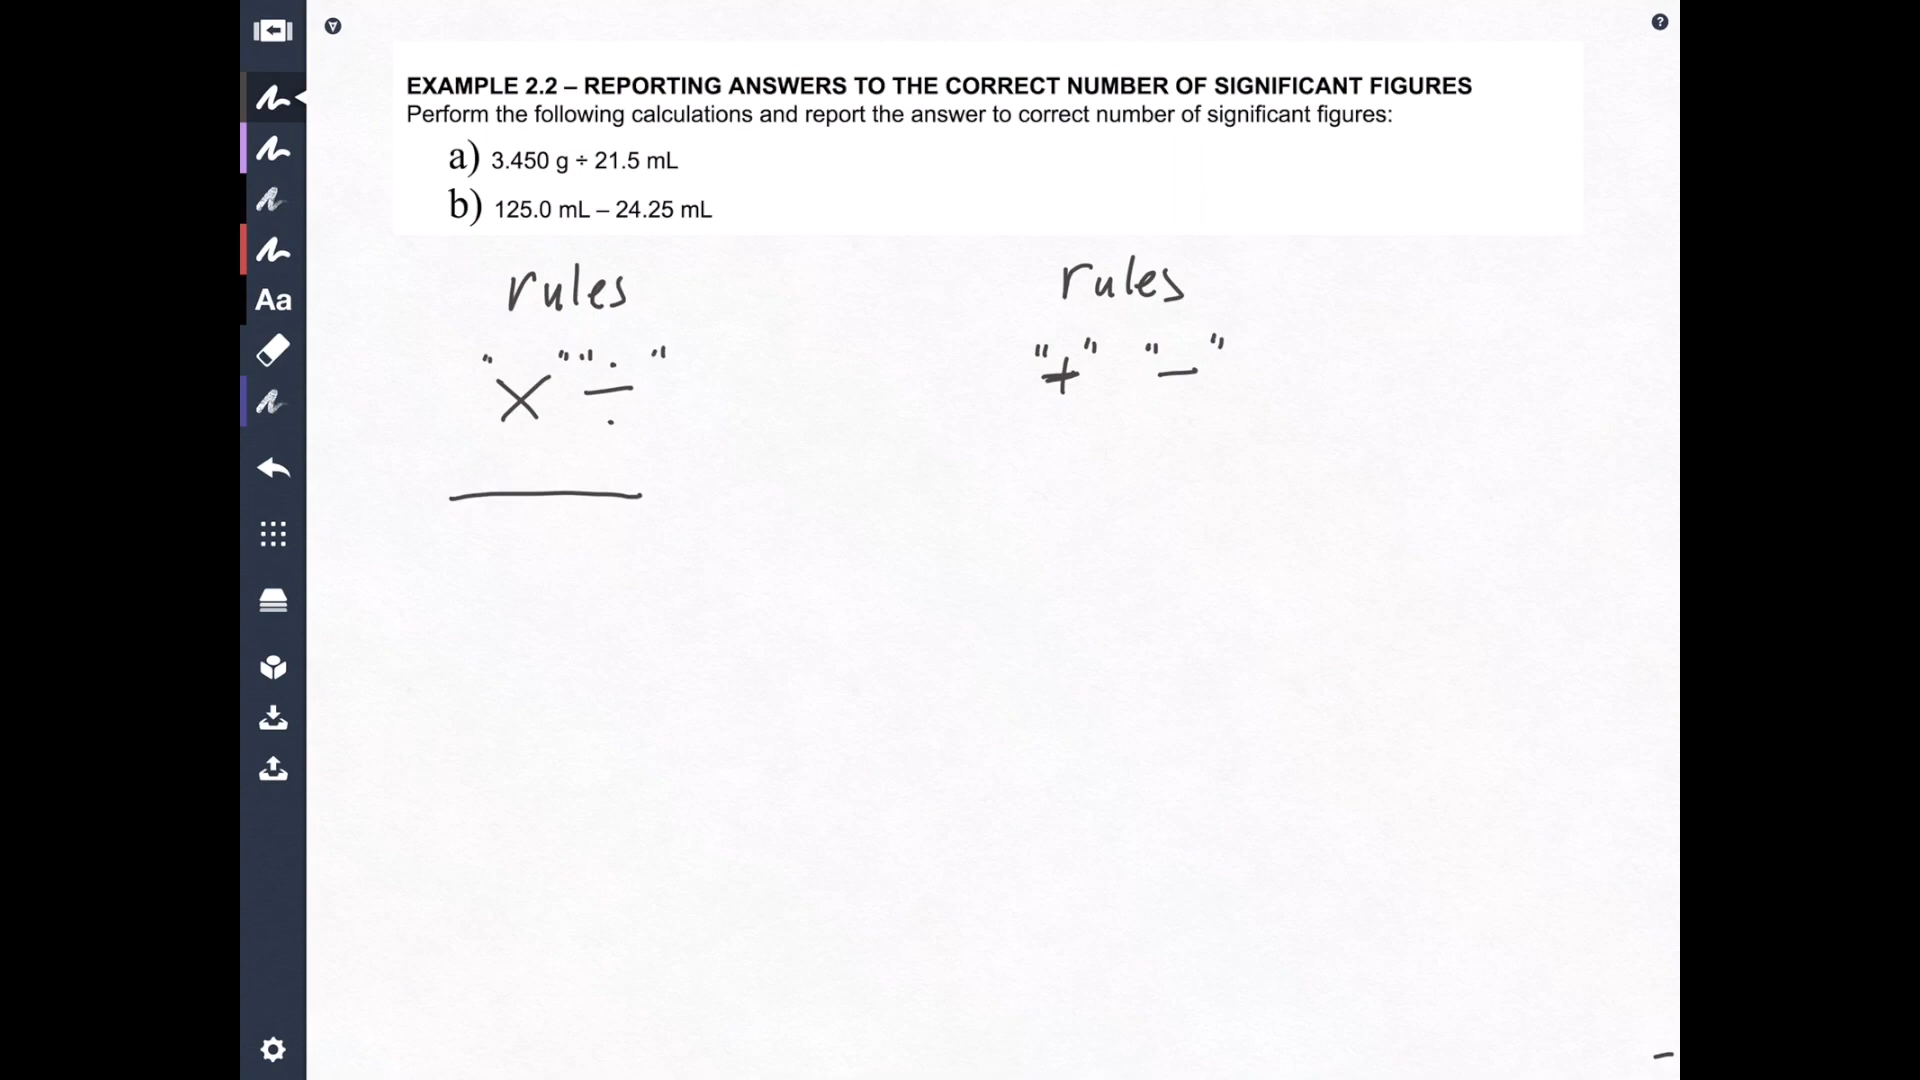 EXAMPLE 2.2 – REPORTING ANSWERS TO THE CORRECT NUMBER OF SIGNIFICANT FIGURES
Perform the following calculations and report the answer to correct number of significant figures:
a) 3.450 g ÷ 21.5 mL
b) 125.0 mL – 24.25 mL
rules
"×" "÷"
rules
"+" "–"
Aa
?